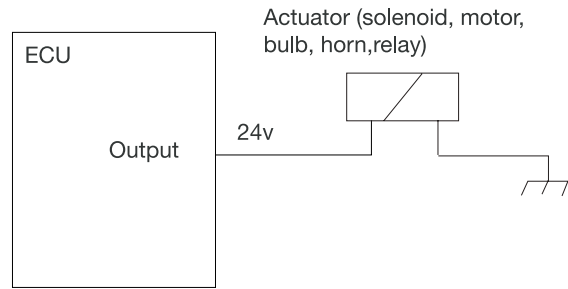 Actuator (solenoid, motor,
bulb, horn,relay)
ECU
24v
Output